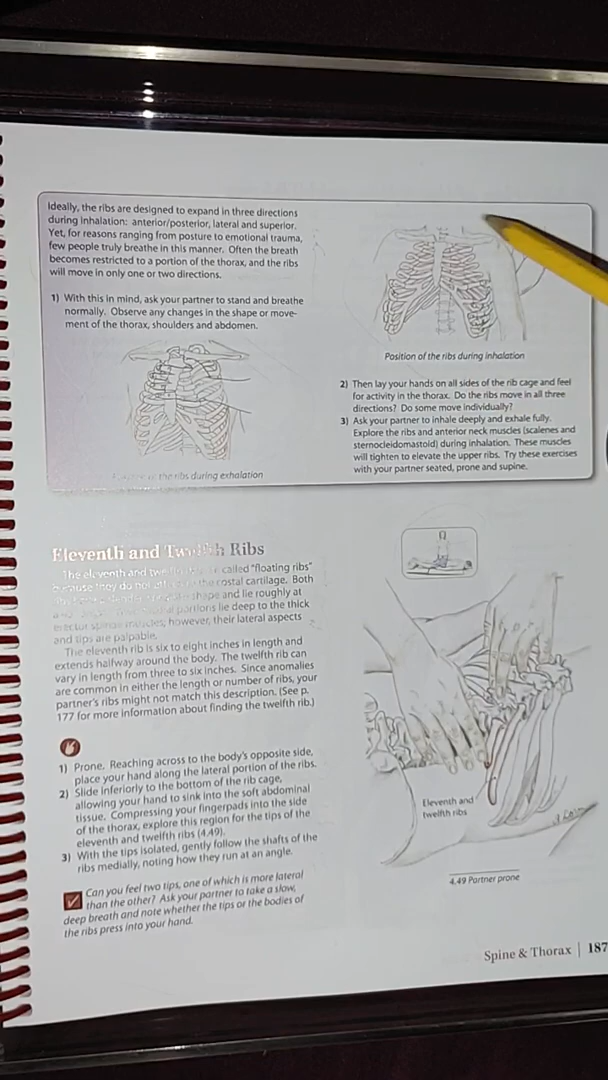 Ideally, the ribs are designed to expand in three directions
during inhalation: anterior/posterior, lateral and superior.
Yet, for reasons ranging from posture to emotional trauma,
few people truly breathe in this manner. Often the breath
becomes restricted to a portion of the thorax, and the ribs
will move in only one or two directions.
1) With this in mind, ask your partner to stand and breathe
normally. Observe any changes in the shape or move-
ment of the thorax, shoulders and abdomen.
the ribs during exhalation
Position of the ribs during inhalation
2) Then lay your hands on all sides of the rib cage and feel
for activity in the thorax. Do the ribs move in all three
directions? Do some move individually?
3) Ask your partner to inhale deeply and exhale fully.
Explore the ribs and anterior neck muscles (scalenes and
sternocleidomastoid) during inhalation. These muscles
will tighten to elevate the upper ribs. Try these exercises
with your partner seated, prone and supine.
Eleventh and Twelfth Ribs
The eleventh and called "floating ribs"
because they do not the costal cartilage. Both
shape and lie roughly at
portions lie deep to the thick
erector spinae muscles; however, their lateral aspects
and tips are palpable.
The eleventh rib is six to eight inches in length and
extends halfway around the body. The twelfth rib can
vary in length from three to six inches. Since anomalies
are common in either the length or number of ribs, your
partner's ribs might not match this description. (See p.
177 for more information about finding the twelfth rib.)
1) Prone. Reaching across to the body's opposite side,
place your hand along the lateral portion of the ribs.
2) Slide inferiorly to the bottom of the rib cage,
allowing your hand to sink into the soft abdominal
tissue. Compressing your fingerpads into the side
of the thorax, explore this region for the tips of the
eleventh and twelfth ribs (4.49).
3) With the tips isolated, gently follow the shafts of the
ribs medially, noting how they run at an angle.
Can you feel two tips, one of which is more lateral
than the other? Ask your partner to take a slow,
deep breath and note whether the tips or the bodies of
the ribs press into your hand.
Eleventh and
twelfth ribs
4.49 Partner prone
Spine & Thorax | 187